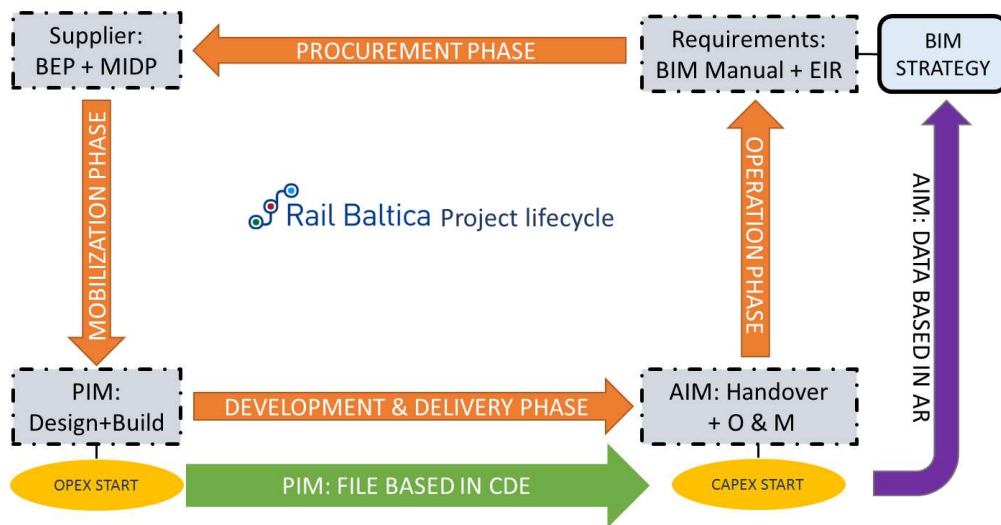 Supplier:
BEP + MIDP
PROCUREMENT PHASE
Requirements:
BIM Manual + EIR
BIM
STRATEGY
MOBILIZATION PHASE
Rail Baltica Project lifecycle
OPERATION PHASE
AIM: DATA BASED IN AR
PIM:
Design+Build
DEVELOPMENT & DELIVERY PHASE
AIM: Handover
+ O & M
OPEX START
PIM: FILE BASED IN CDE
CAPEX START